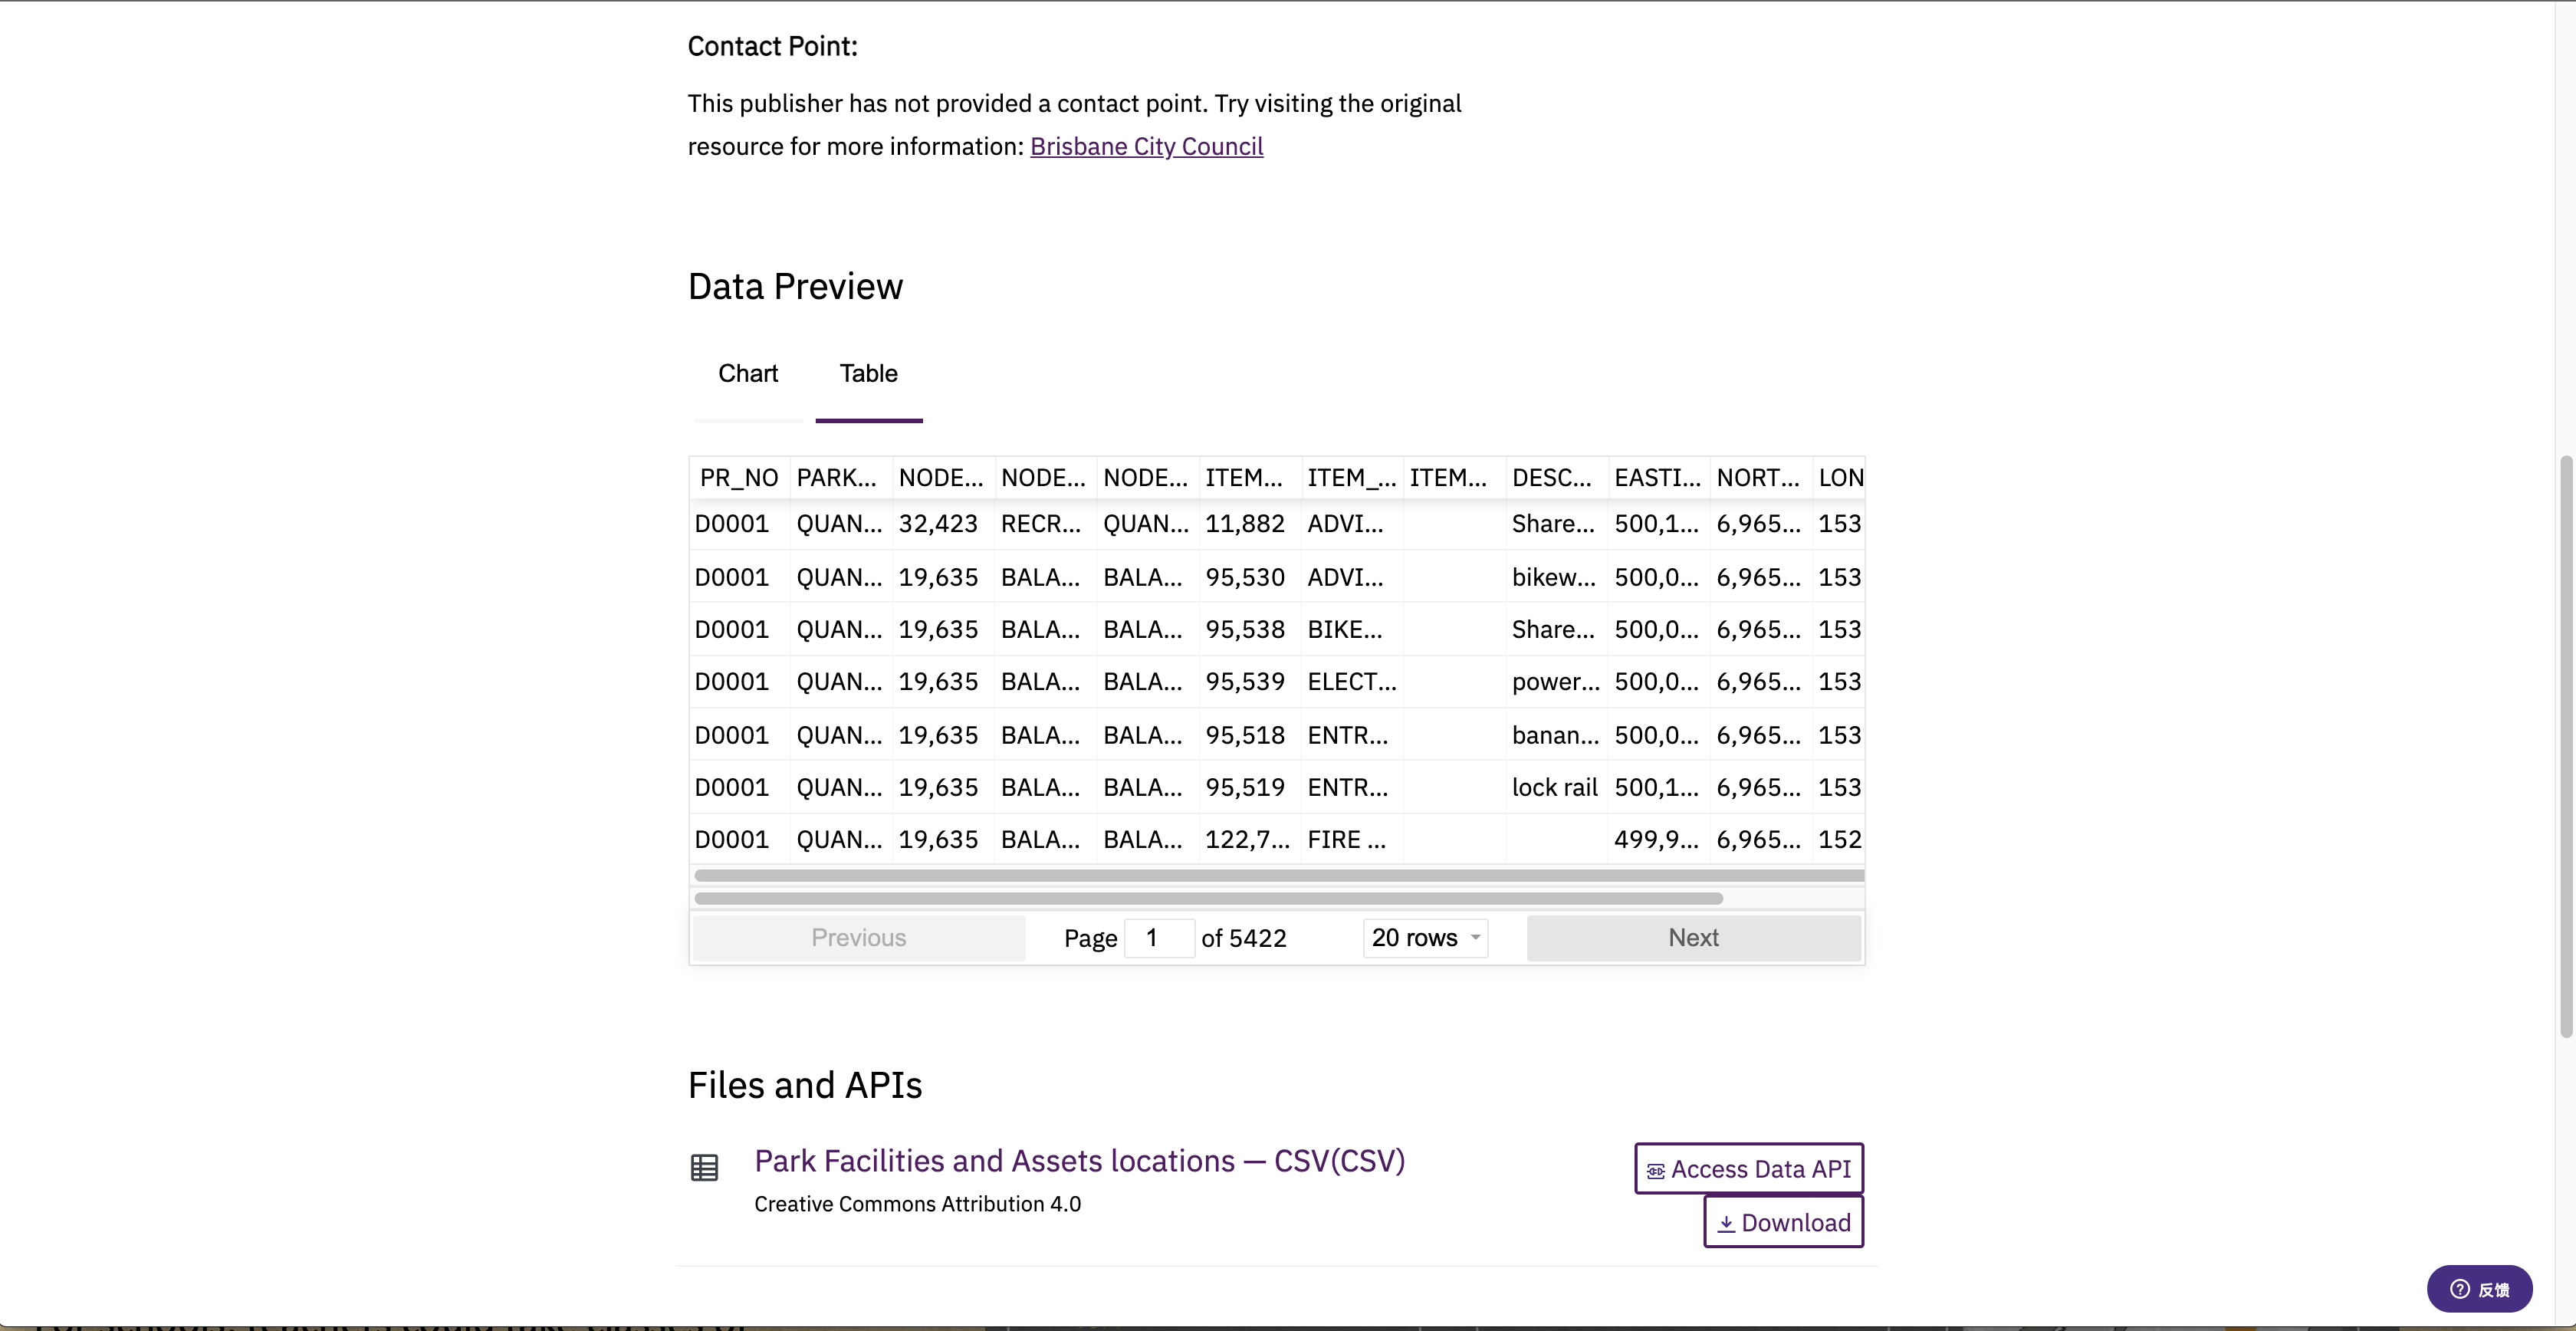 Contact Point:
This publisher has not provided a contact point. Try visiting the original
resource for more information: Brisbane City Council
Data Preview
Chart Table
PR_NO PARK... NODE... NODE... NODE... ITEM... ITEM_... ITEM... DESC... EASTI... NORT... LON
D0001 QUAN... 32,423 RECR... QUAN... 11,882 ADVI... Share... 500,1... 6,965... 153
D0001 QUAN... 19,635 BALA... BALA... 95,530 ADVI... bikew... 500,0... 6,965... 153
D0001 QUAN... 19,635 BALA... BALA... 95,538 BIKE... Share... 500,0... 6,965... 153
D0001 QUAN... 19,635 BALA... BALA... 95,539 ELECT... power... 500,0... 6,965... 153
D0001 QUAN... 19,635 BALA... BALA... 95,518 ENTR... banan... 500,0... 6,965... 153
D0001 QUAN... 19,635 BALA... BALA... 95,519 ENTR... lock rail 500,1... 6,965... 153
D0001 QUAN... 19,635 BALA... BALA... 122,7... FIRE ... 499,9... 6,965... 152
Previous Page 1 of 5422 20 rows Next
Files and APIs
Park Facilities and Assets locations — CSV(CSV)
Access Data API
Creative Commons Attribution 4.0
Download
反馈